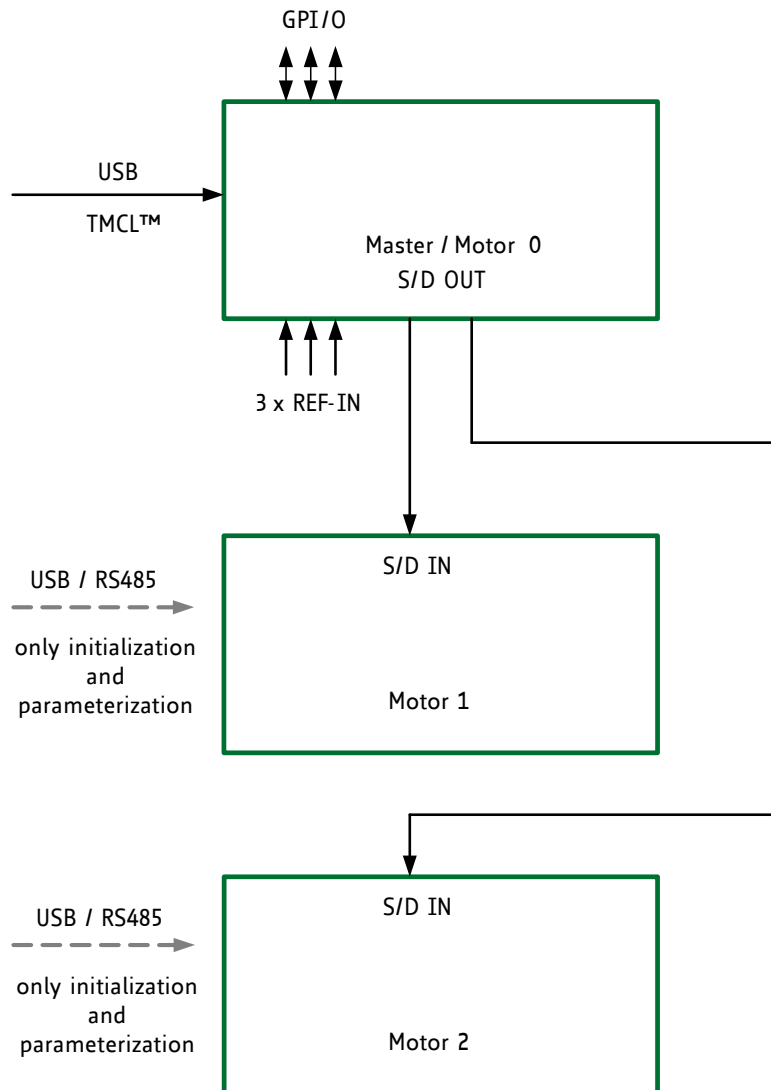 GPI/O
USB
TMCL™
Master / Motor 0
S/D OUT
3 x REF-IN
S/D IN
USB / RS485
only initialization
and
parameterization
Motor 1
S/D IN
USB / RS485
only initialization
and
parameterization
Motor 2